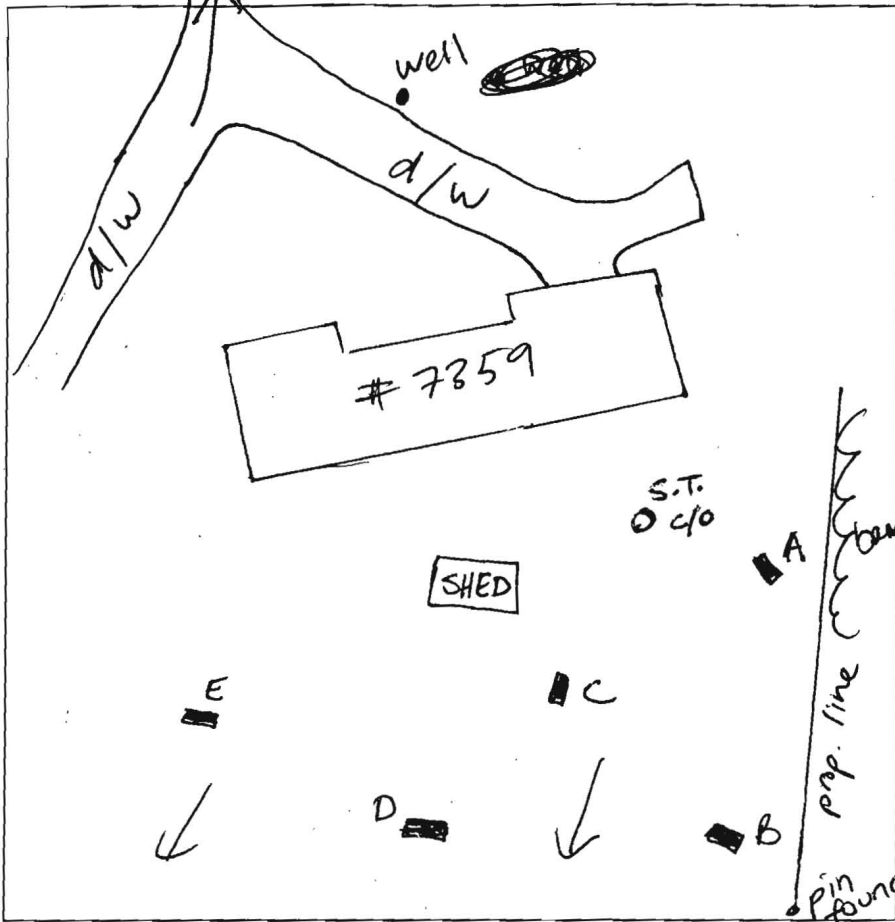 well
d/w
d/w
# 7359
S.T.
c/o
A
SHED
E
C
prop. line
D
B
pin
found